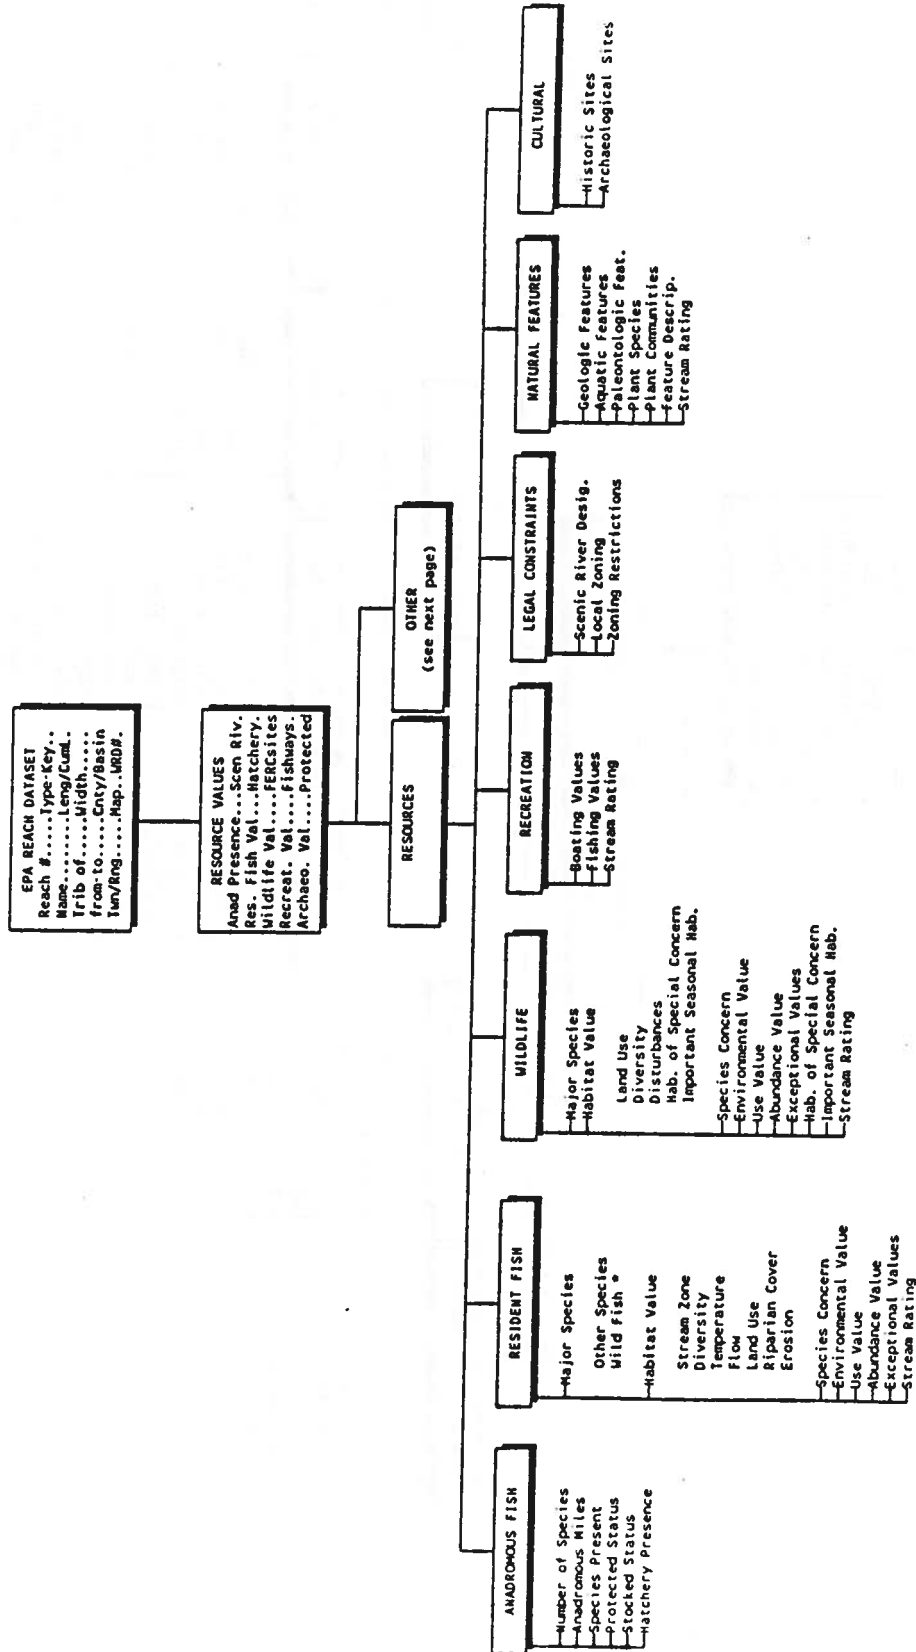 EPA REACH DATASET
Reach #.....Type-Key..
Name.......Leng/CumL..
Trib of.....Width.....
from-to.....Cnty/Basin
Twn/Rng.....Map..WRD#.
RESOURCE VALUES
Anad Presence...Scen Riv.
Res. Fish Val...Hatchery.
Wildlife Val....FERCsites
Recreat. Val....Fishways.
Archaeo. Val....Protected
RESOURCES
OTHER
(see next page)
ANADROMOUS FISH
Number of Species
Anadromous Miles
Species Present
Protected Status
Stocked Status
Hatchery Presence
RESIDENT FISH
Major Species
Other Species
Wild Fish *
Habitat Value
Stream Zone
Diversity
Temperature
Flow
Land Use
Riparian Cover
Erosion
Species Concern
Environmental Value
Use Value
Abundance Value
Exceptional Values
Stream Rating
WILDLIFE
Major Species
Habitat Value
Land Use
Diversity
Disturbances
Hab. of Special Concern
Important Seasonal Hab.
Species Concern
Environmental Value
Use Value
Abundance Value
Exceptional Values
Hab. of Special Concern
Important Seasonal Hab.
Stream Rating
RECREATION
Boating Values
Fishing Values
Stream Rating
LEGAL CONSTRAINTS
Scenic River Desig.
Local Zoning
Zoning Restrictions
NATURAL FEATURES
Geologic Features
Aquatic Features
Paleontologic Feat.
Plant Species
Plant Communities
Feature Descrip.
Stream Rating
CULTURAL
Historic Sites
Archaeological Sites